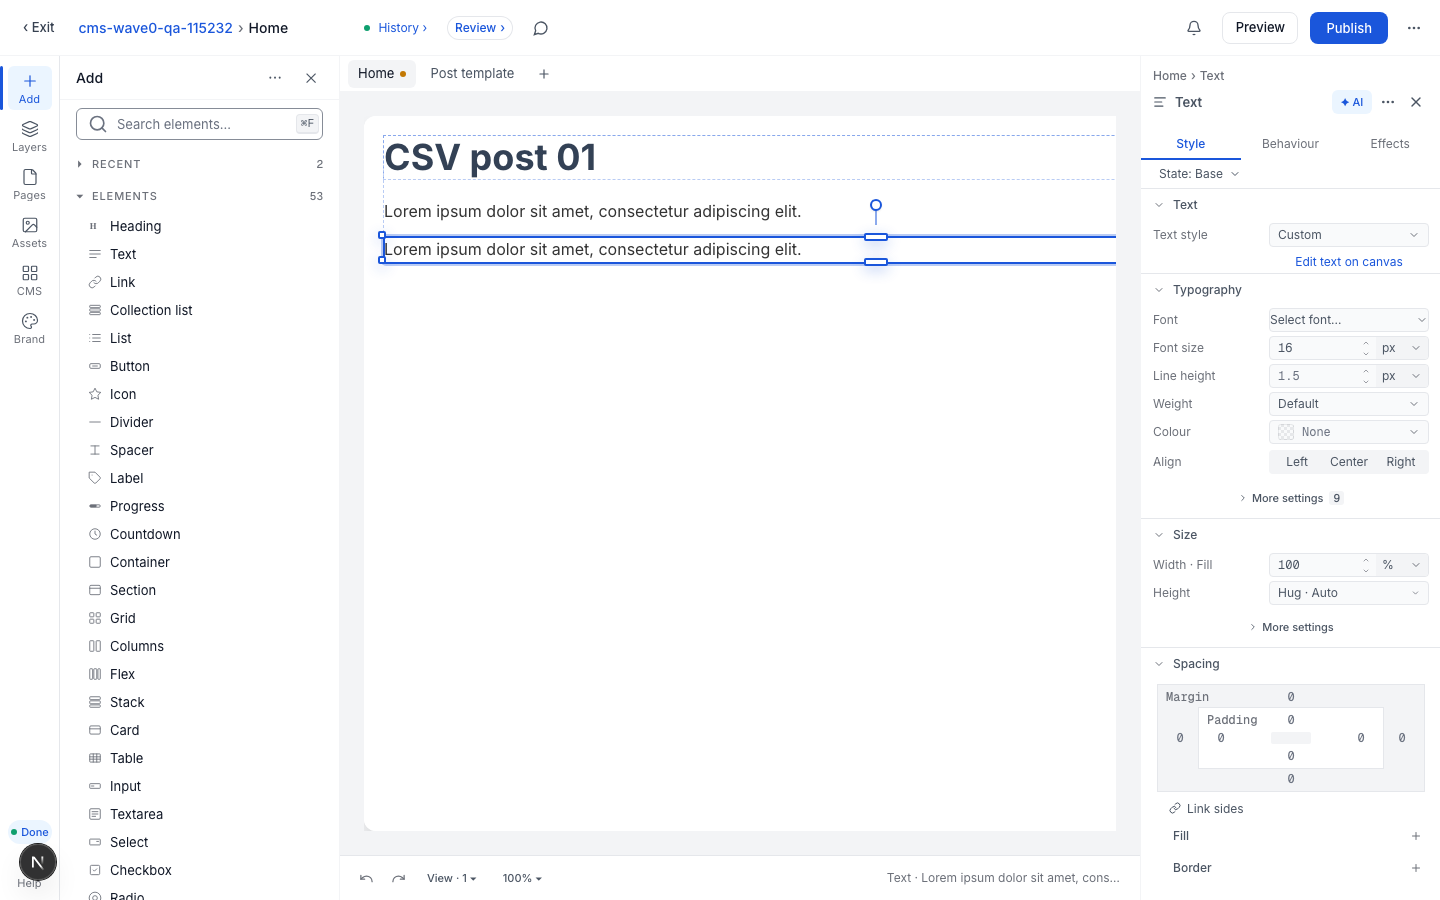 ‹ Exit
cms-wave0-qa-115232 › Home
History ›
Review ›
Preview
Publish
Add
Layers
Pages
Assets
CMS
Brand
Done
N
Help
Add
Search elements...
⌘F
RECENT 2
ELEMENTS 53
Heading
Text
Link
Collection list
List
Button
Icon
Divider
Spacer
Label
Progress
Countdown
Container
Section
Grid
Columns
Flex
Stack
Card
Table
Input
Textarea
Select
Checkbox
Radio
Home
Post template
CSV post 01
Lorem ipsum dolor sit amet, consectetur adipiscing elit.
Lorem ipsum dolor sit amet, consectetur adipiscing elit.
View · 1
100%
Text · Lorem ipsum dolor sit amet, cons...
Home › Text
Text
AI
Style
Behaviour
Effects
State: Base
Text
Text style Custom
Edit text on canvas
Typography
Font Select font...
Font size 16 px
Line height 1.5 px
Weight Default
Colour None
Align Left Center Right
More settings 9
Size
Width · Fill 100 %
Height Hug · Auto
More settings
Spacing
Margin 0
Padding 0
0 0 0 0
0
0
Link sides
Fill
Border